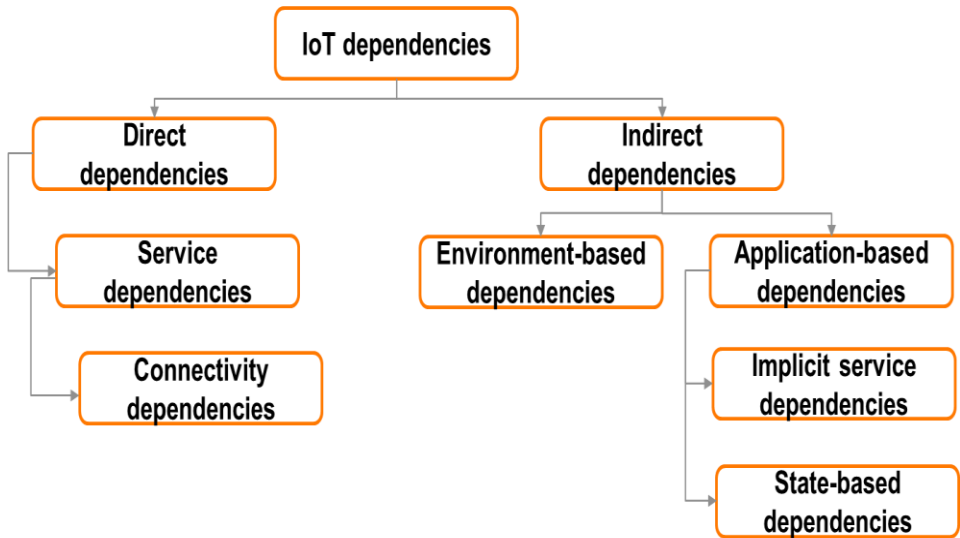 IoT dependencies
Direct
dependencies
Indirect
dependencies
Service
dependencies
Environment-based
dependencies
Application-based
dependencies
Connectivity
dependencies
Implicit service
dependencies
State-based
dependencies